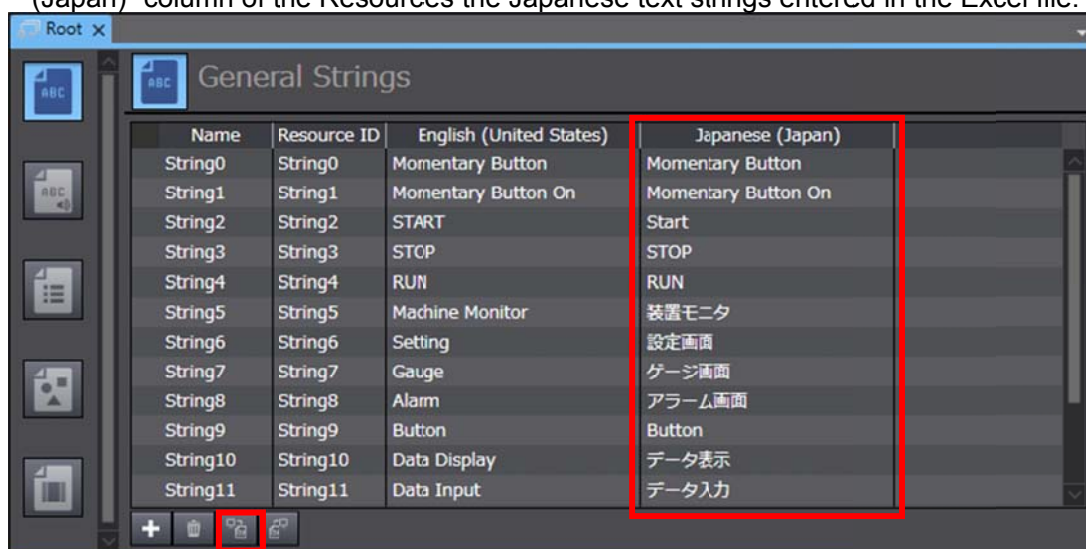 (Japan)" column of the Resources the Japanese text strings entered in the Excel file.
Root
General Strings
Name Resource ID English (United States) Japanese (Japan)
String0 String0 Momentary Button Momentary Button
String1 String1 Momentary Button On Momentary Button On
String2 String2 START Start
String3 String3 STOP STOP
String4 String4 RUN RUN
String5 String5 Machine Monitor 装置モニタ
String6 String6 Setting 設定画面
String7 String7 Gauge ゲージ画面
String8 String8 Alarm アラーム画面
String9 String9 Button Button
String10 String10 Data Display データ表示
String11 String11 Data Input データ入力
ABC
ABC
ABC